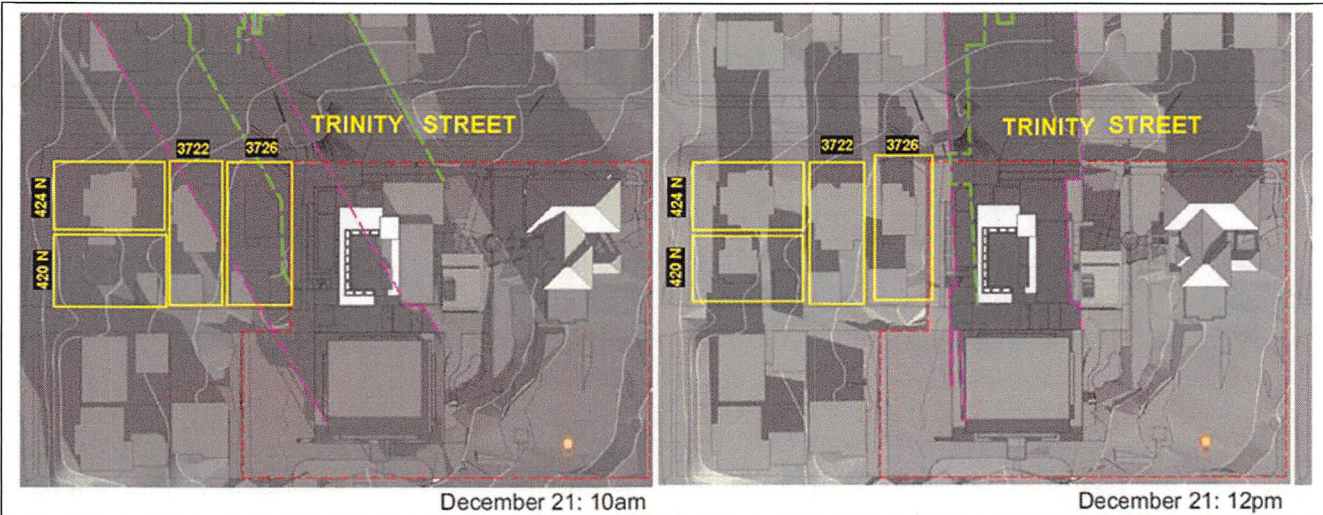 TRINITY STREET
3722
3726
424 N
420 N
December 21: 10am
TRINITY STREET
3722
3726
424 N
420 N
December 21: 12pm